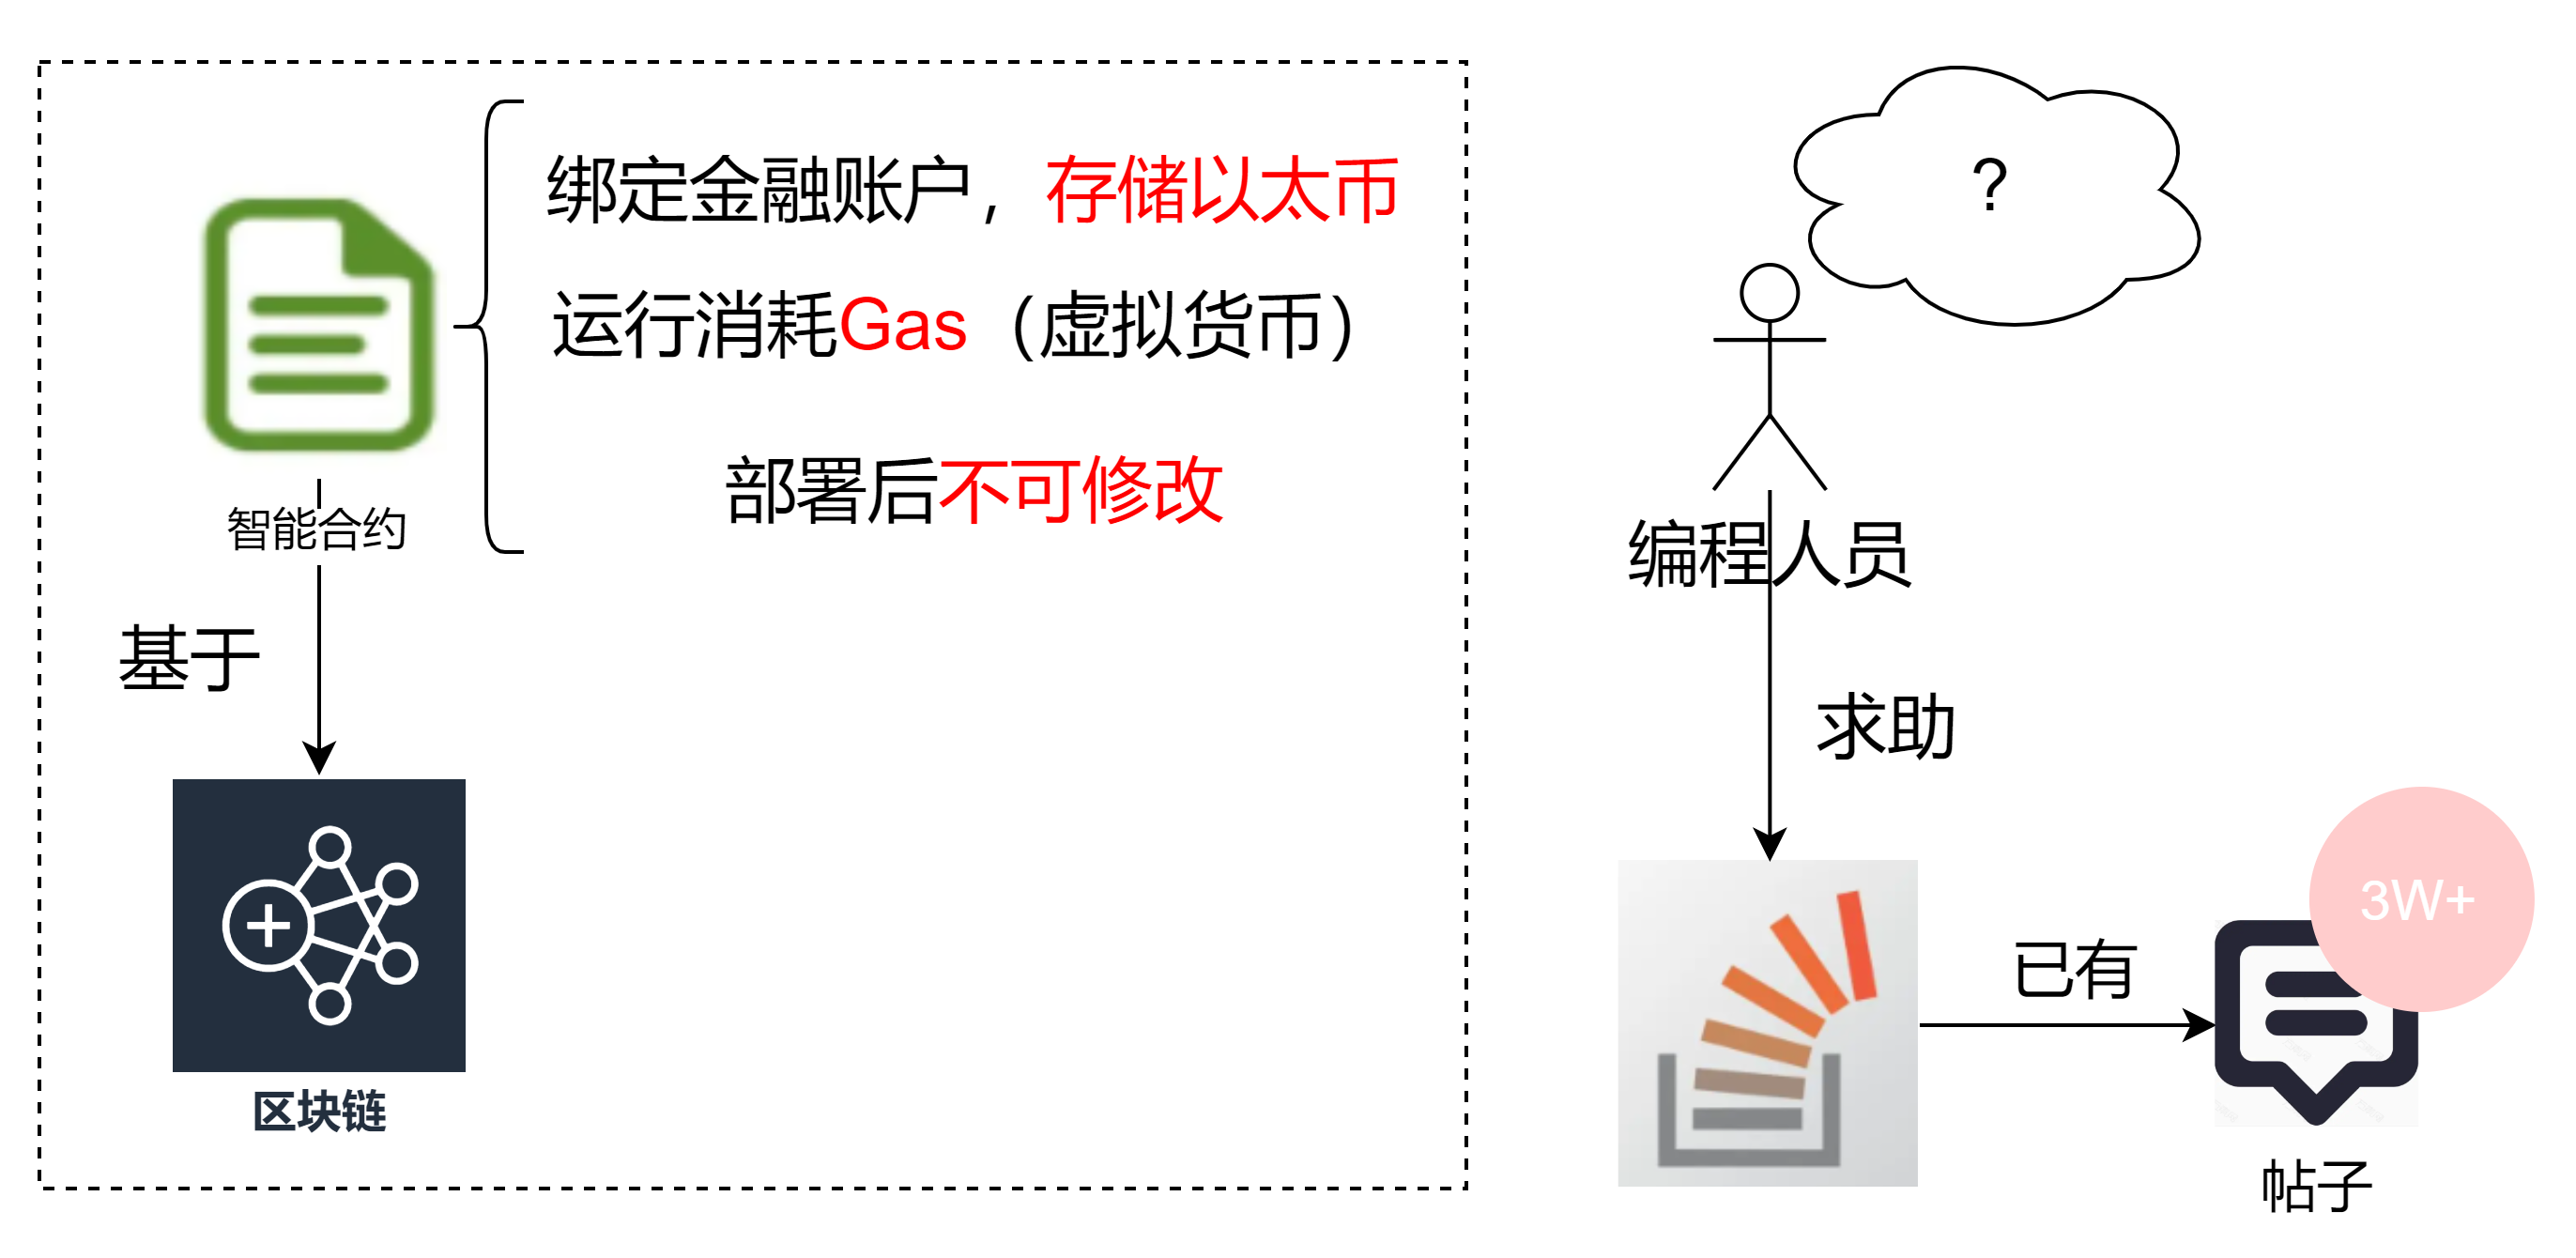 绑定金融账户，存储以太币
运行消耗Gas（虚拟货币）
部署后不可修改
智能合约
基于
区块链
?
编程人员
求助
已有
3W+
帖子